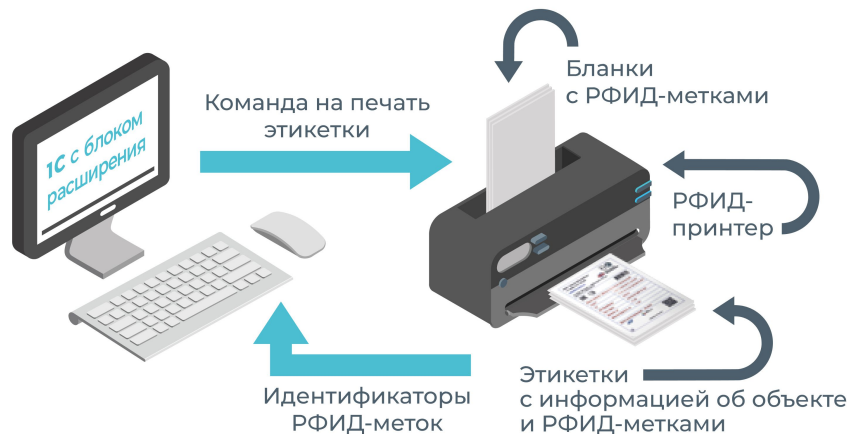 1С с блоком
расширения
Команда на печать
этикетки
Бланки
с РФИД-метками
РФИД-
принтер
Идентификаторы
РФИД-меток
Этикетки
с информацией об объекте
и РФИД-метками